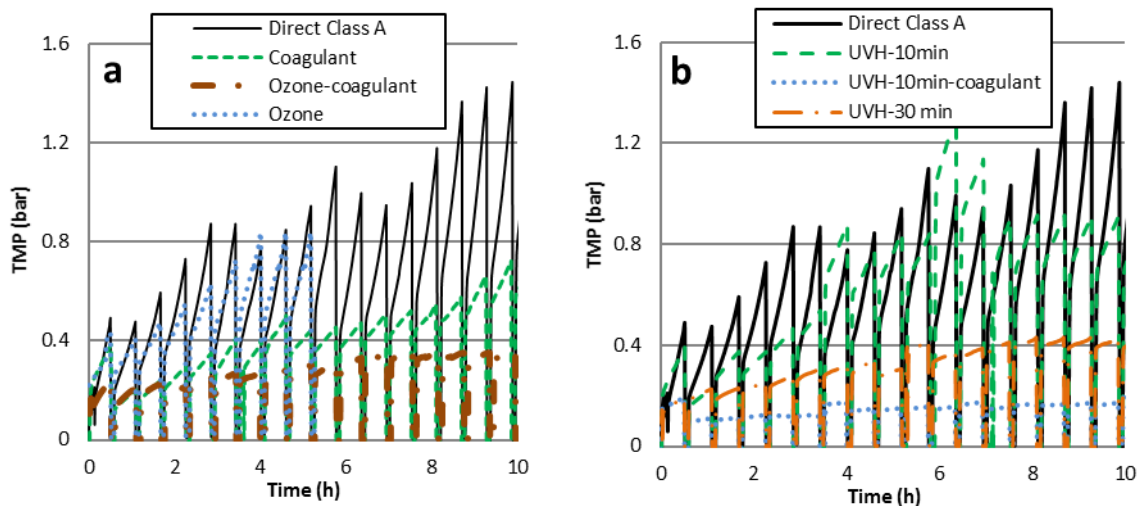 Direct Class A
Coagulant
Ozone-coagulant
Ozone
a
1.6
1.2
0.8
0.4
0
TMP (bar)
0 2 4 6 8 10
Time (h)
Direct Class A
UVH-10min
UVH-10min-coagulant
UVH-30 min
b
1.6
1.2
0.8
0.4
0
TMP (bar)
0 2 4 6 8 10
Time (h)